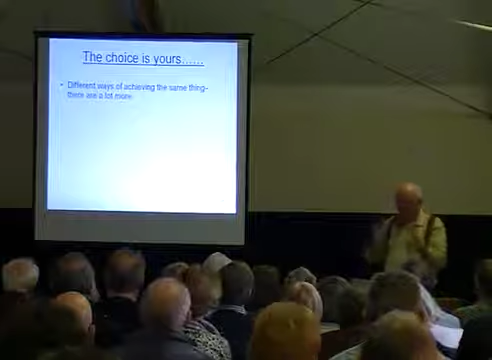 The choice is yours......
• Different ways of achieving the same thing-
there are a lot more.